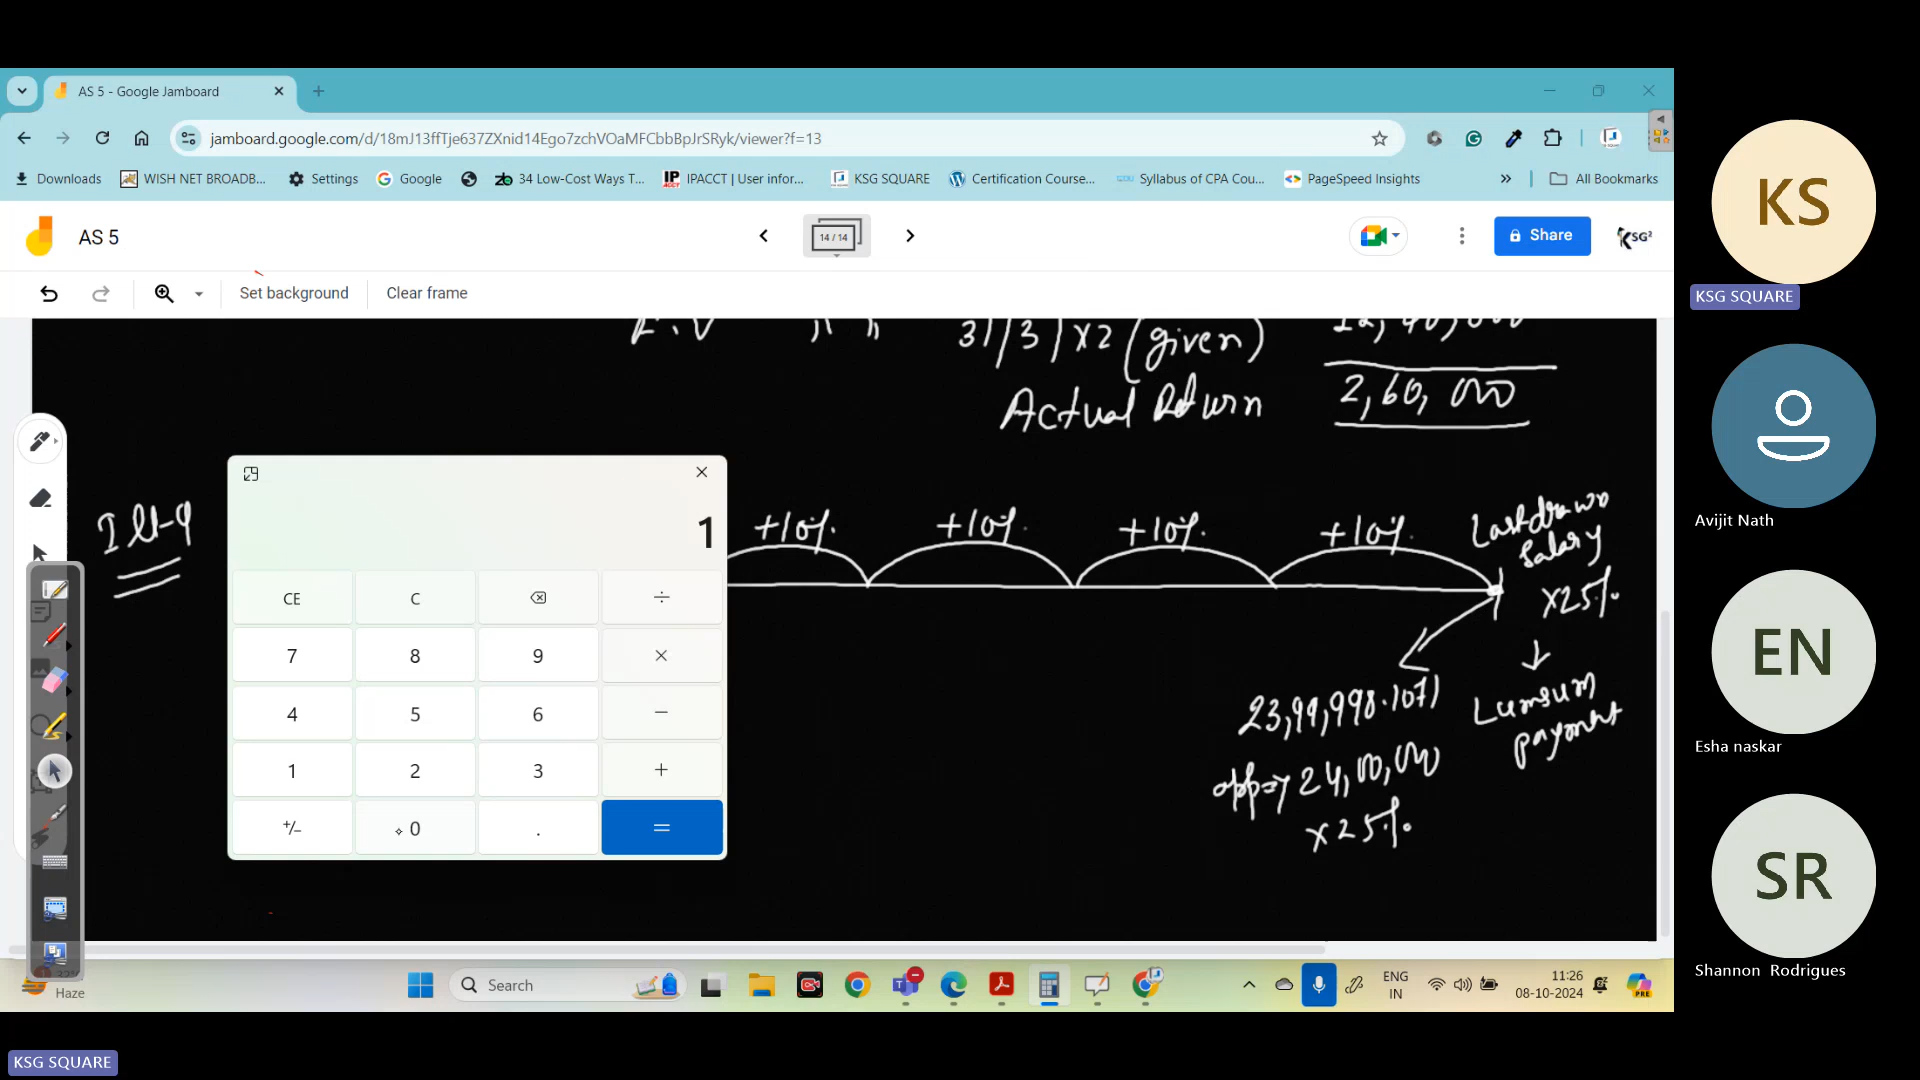 AS 5 - Google Jamboard
jamboard.google.com/d/18mJ13ffTje637ZXnid14Ego7zchVOaMFCbbBpJrSRyk/viewer?f=13
Downloads WISH NET BROADB... Settings Google 34 Low-Cost Ways T... IPACCT | User infor... KSG SQUARE Certification Course... Syllabus of CPA Cou... PageSpeed Insights » All Bookmarks
AS 5 14 / 14 Share KSG²
Set background Clear frame
31/3/X2 (given)
Actual Return 2,60,000
1
CE C ÷
7 8 9 ×
4 5 6 −
1 2 3 +
+/− 0 . =
+10%. +10%. +10%. +10%.
Last drawn
Salary
X25%
↓
Lumsum
payment
23,99,998.1071
app⇒ 24,00,000
X25%
Haze
Search
ENG
IN
11:26
08-10-2024
PRE
KS
KSG SQUARE
Avijit Nath
EN
Esha naskar
SR
Shannon Rodrigues
KSG SQUARE